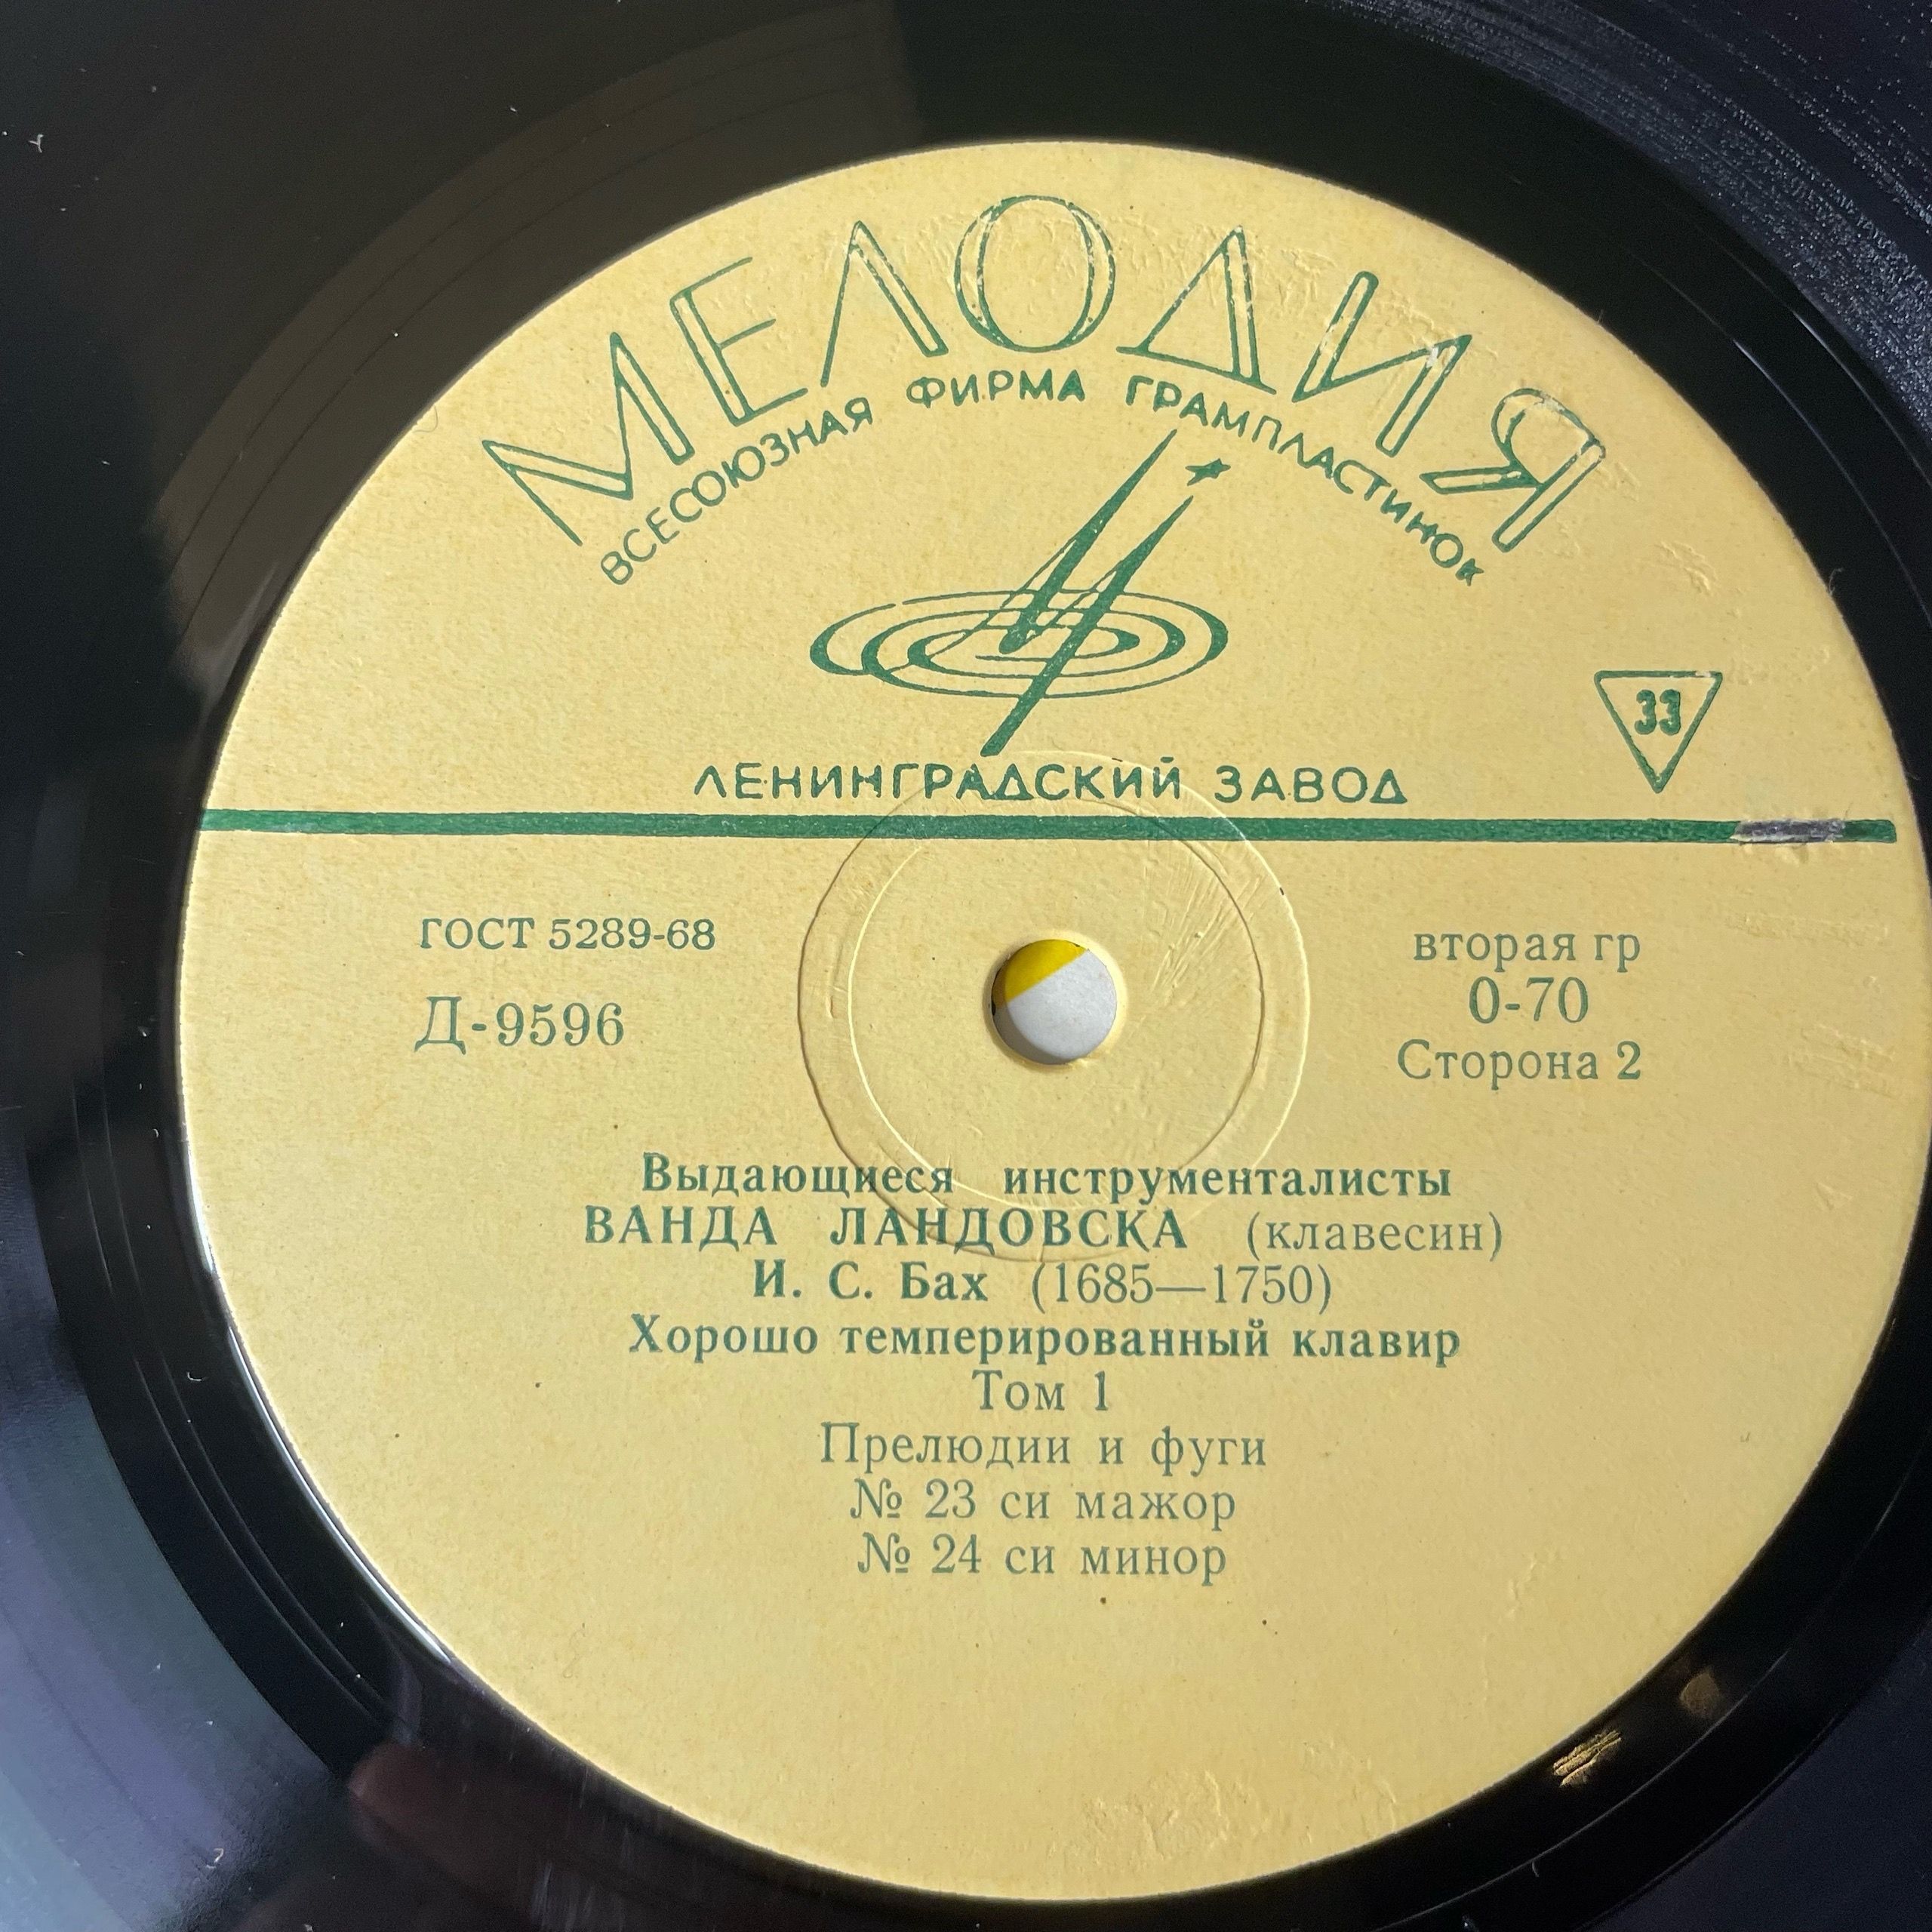 МЕЛОДИЯ
ВСЕСОЮЗНАЯ ФИРМА ГРАМПЛАСТИНОК
33
ЛЕНИНГРАДСКИЙ ЗАВОД
ГОСТ 5289-68
вторая гр
Д-9596
0-70
Сторона 2
Выдающиеся инструменталисты
ВАНДА ЛАНДОВСКА (клавесин)
И. С. Бах (1685—1750)
Хорошо темперированный клавир
Том 1
Прелюдии и фуги
№ 23 си мажор
№ 24 си минор